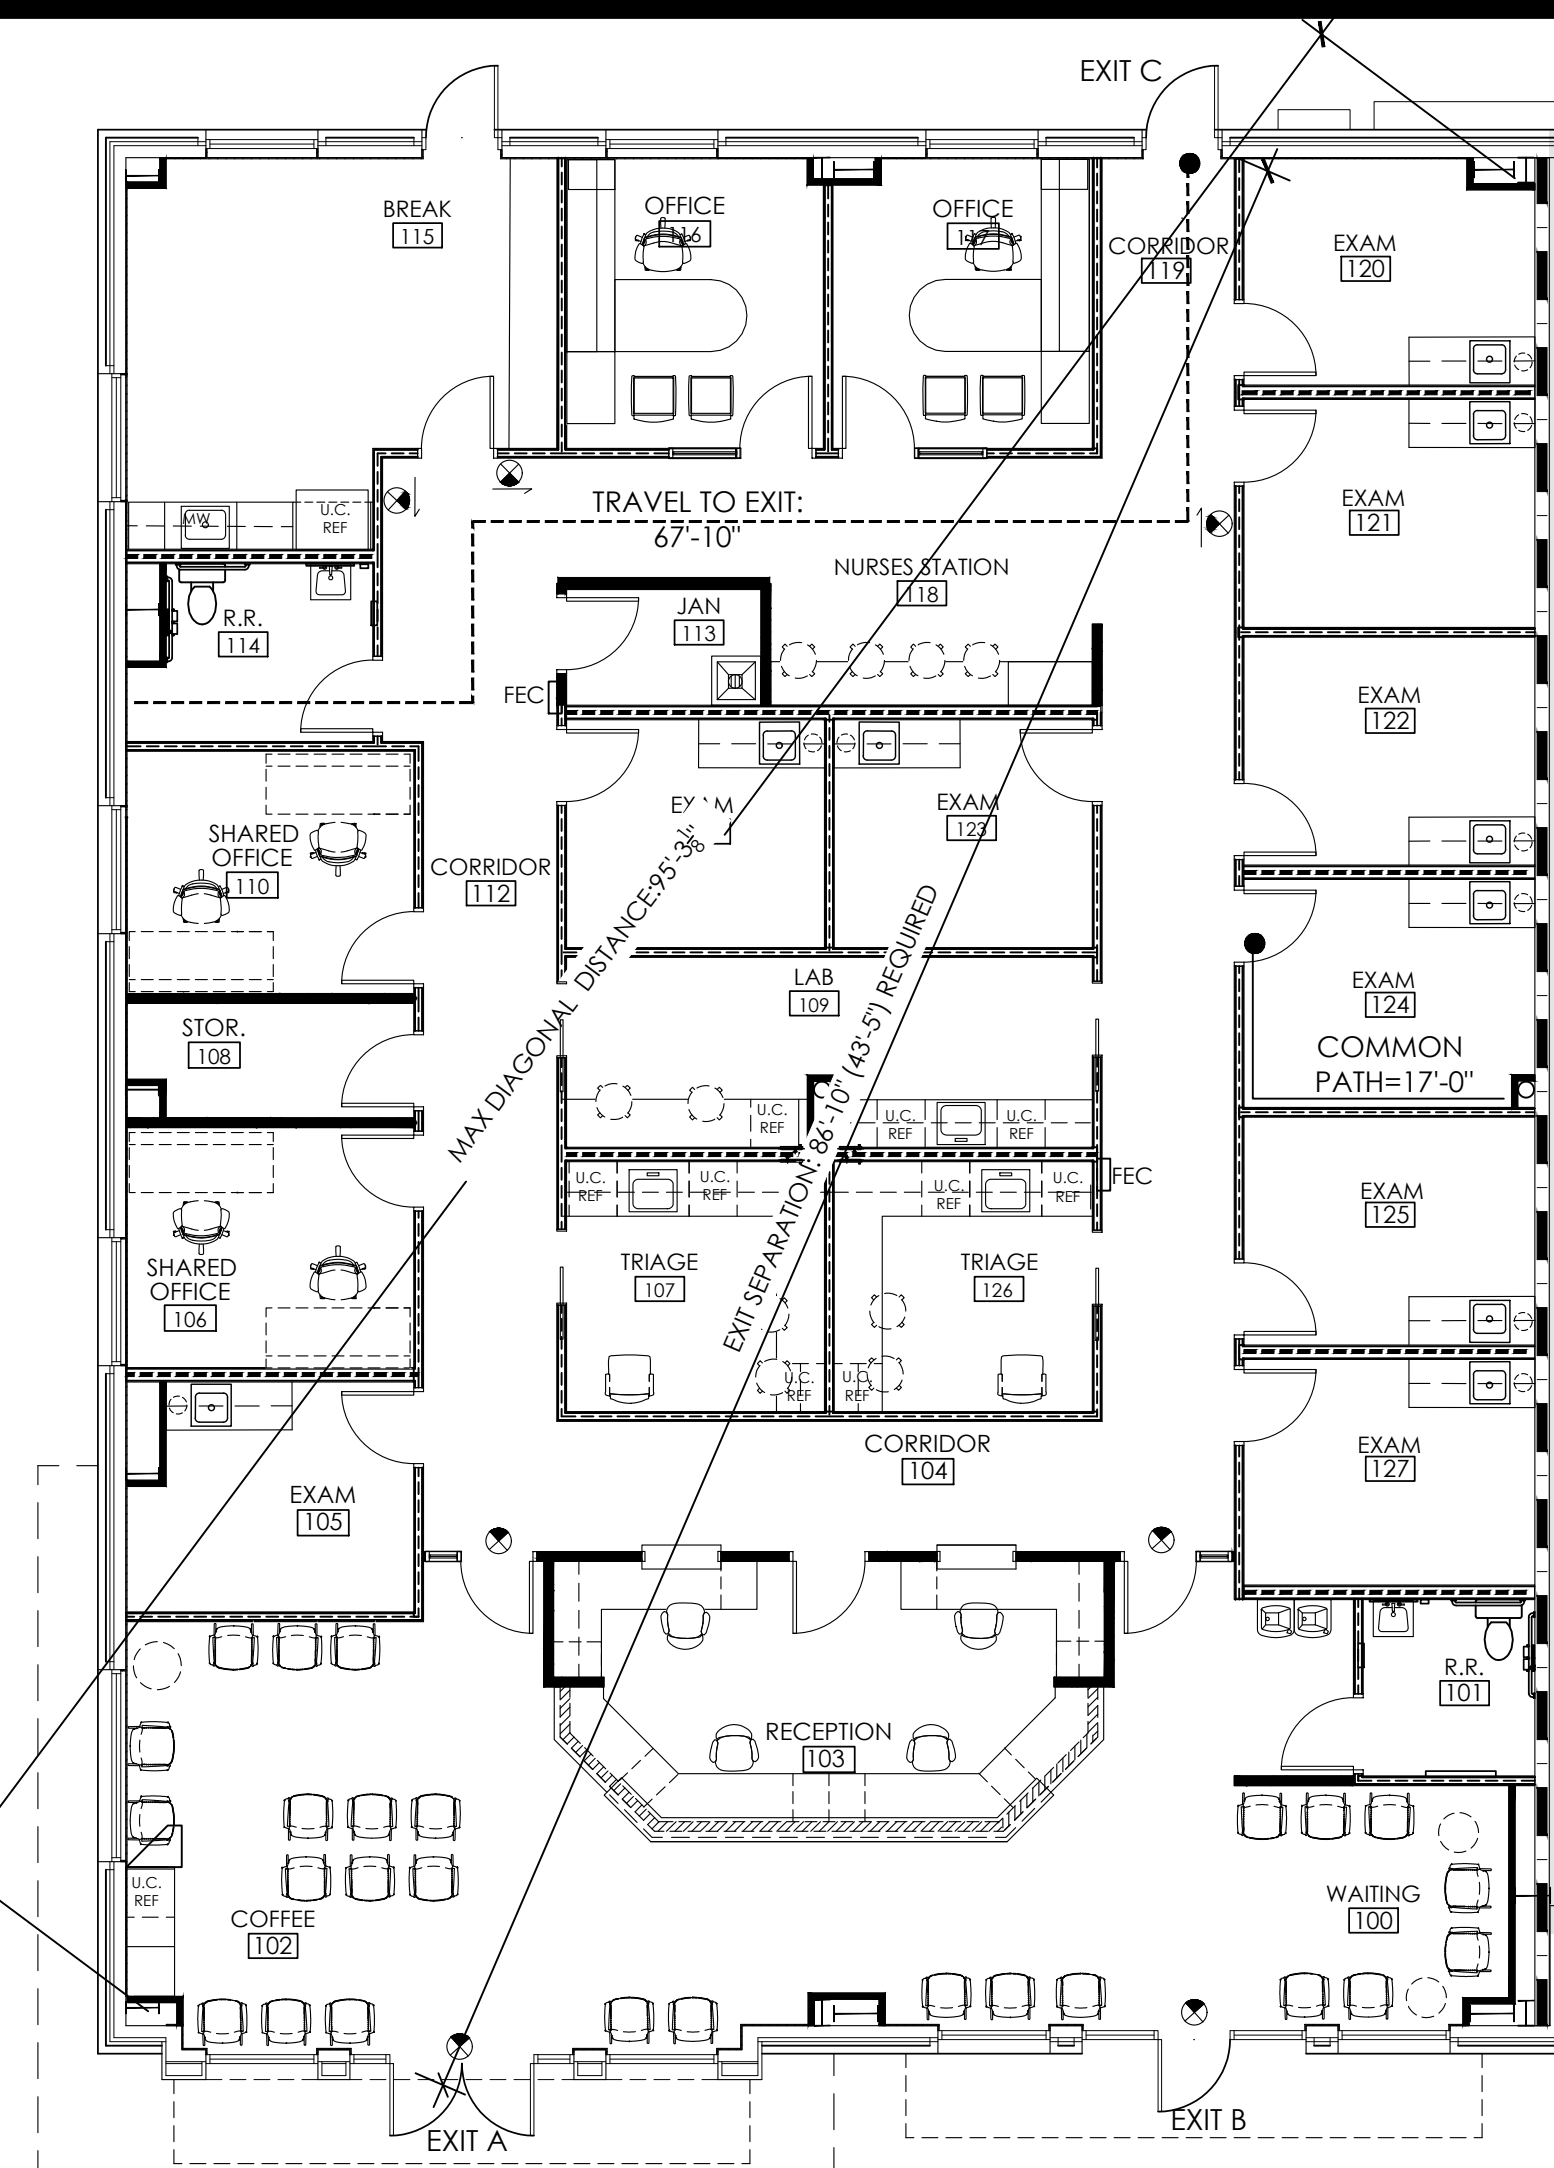 EXIT C
BREAK
115
OFFICE
116
OFFICE
117
CORRIDOR
119
EXAM
120
MW
U.C.
REF
TRAVEL TO EXIT:
67'-10"
EXAM
121
NURSES STATION
118
R.R.
114
JAN
113
FEC
EXAM
122
SHARED
OFFICE
110
CORRIDOR
112
EXAM
123
MAX DIAGONAL DISTANCE:95'-3⅛"
EXIT SEPARATION: 86'-10" (43'-5") REQUIRED
LAB
109
EXAM
124
COMMON
PATH=17'-0"
STOR.
108
U.C.
REF
U.C.
REF
U.C.
REF
U.C.
REF
U.C.
REF
U.C.
REF
U.C.
REF
FEC
SHARED
OFFICE
106
TRIAGE
107
TRIAGE
126
EXAM
125
U.C.
REF
U.C.
REF
CORRIDOR
104
EXAM
127
EXAM
105
RECEPTION
103
R.R.
101
U.C.
REF
COFFEE
102
WAITING
100
EXIT A
EXIT B